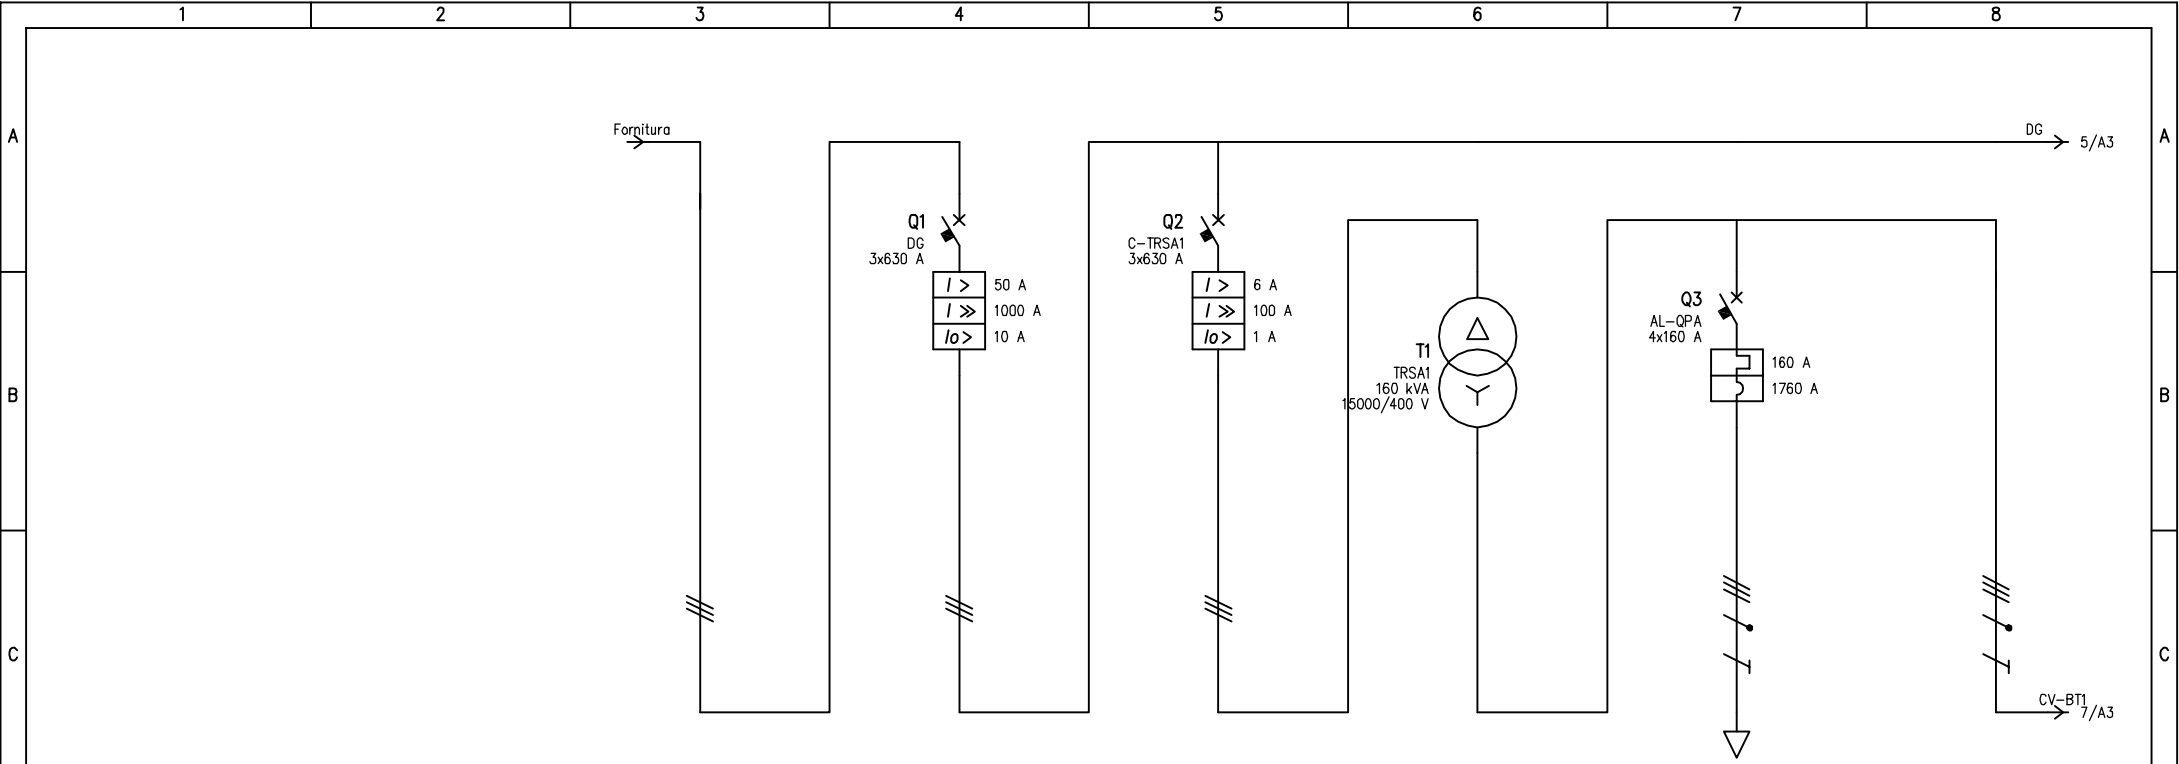 1 2 3 4 5 6 7 8
A
A
Fornitura
DG
5/A3
Q1
DG
3x630 A
I >
50 A
I >>
1000 A
Io>
10 A
Q2
C-TRSA1
3x630 A
I >
6 A
I >>
100 A
Io>
1 A
T1
TRSA1
160 kVA
15000/400 V
Q3
AL-QPA
4x160 A
160 A
1760 A
B
B
C
C
CV-BT1
7/A3